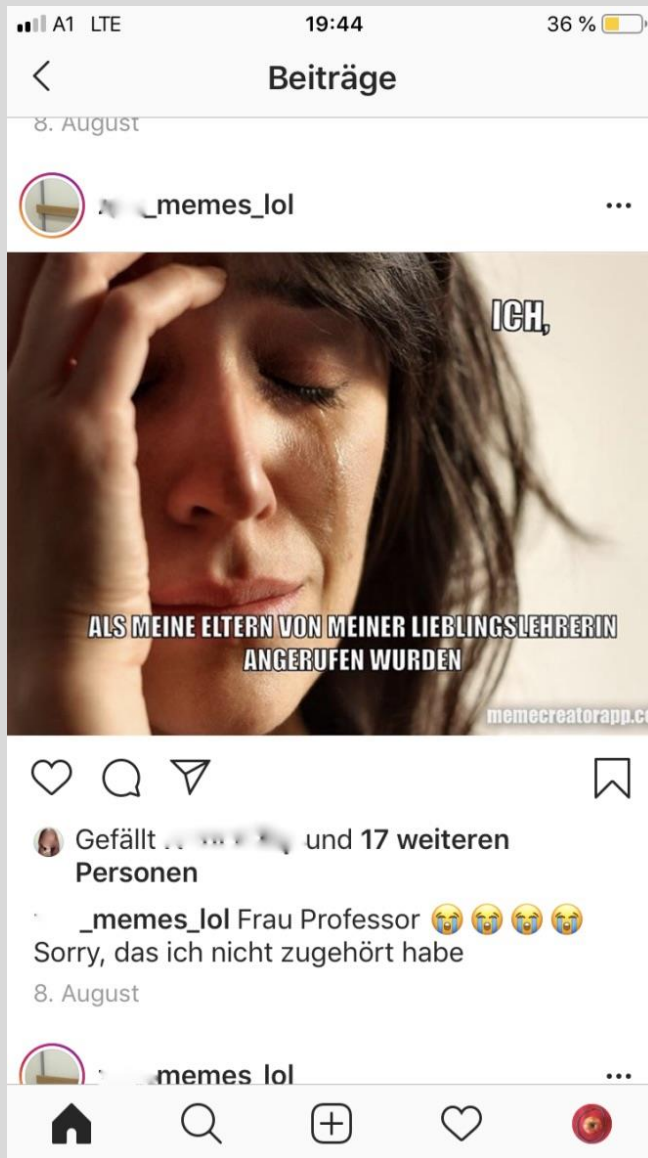 A1 LTE 19:44 36 %
Beiträge
8. August
_memes_lol
ICH,
ALS MEINE ELTERN VON MEINER LIEBLINGSLEHRERIN
ANGERUFEN WURDEN
memecreatorapp.c
Gefällt und 17 weiteren
Personen
_memes_lol Frau Professor 😭😭😭😭
Sorry, das ich nicht zugehört habe
8. August
_memes_lol